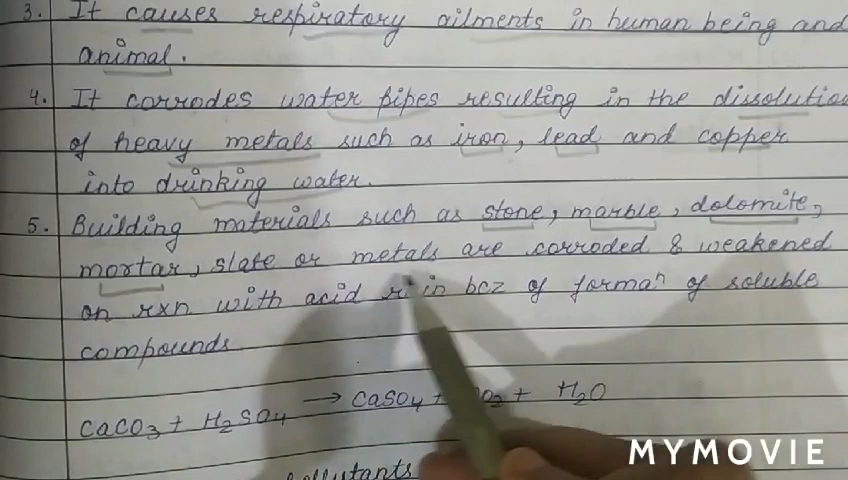 3. It causes respiratory ailments in human being and
animal.
4. It corrodes water pipes resulting in the
of heavy metals such as iron, lead and copper
into drinking water.
5. Building materials such as stone, marble, dolomite,
mortar, slate or metals are corroded & weakened
on rxn with acid in bcz of forman of soluble
compounds
CaCO3 + H2SO4 → CaSO4 + + H2O
MYMOVIE